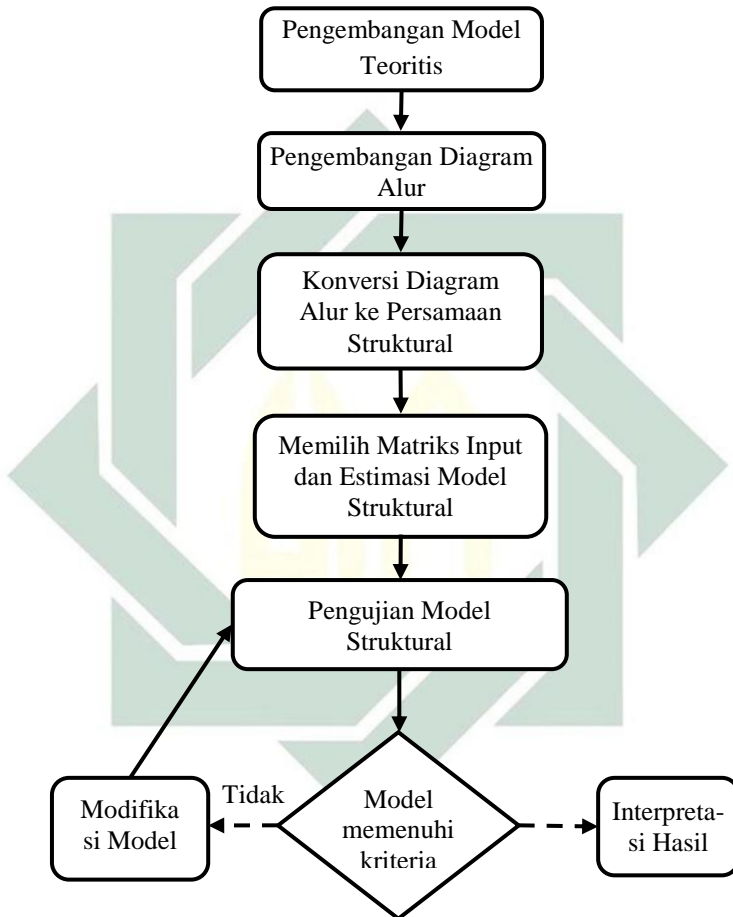 Pengembangan Model
Teoritis
Pengembangan Diagram
Alur
Konversi Diagram
Alur ke Persamaan
Struktural
Memilih Matriks Input
dan Estimasi Model
Struktural
Pengujian Model
Struktural
Modifika
si Model
Tidak
Model
memenuhi
kriteria
Interpreta-
si Hasil